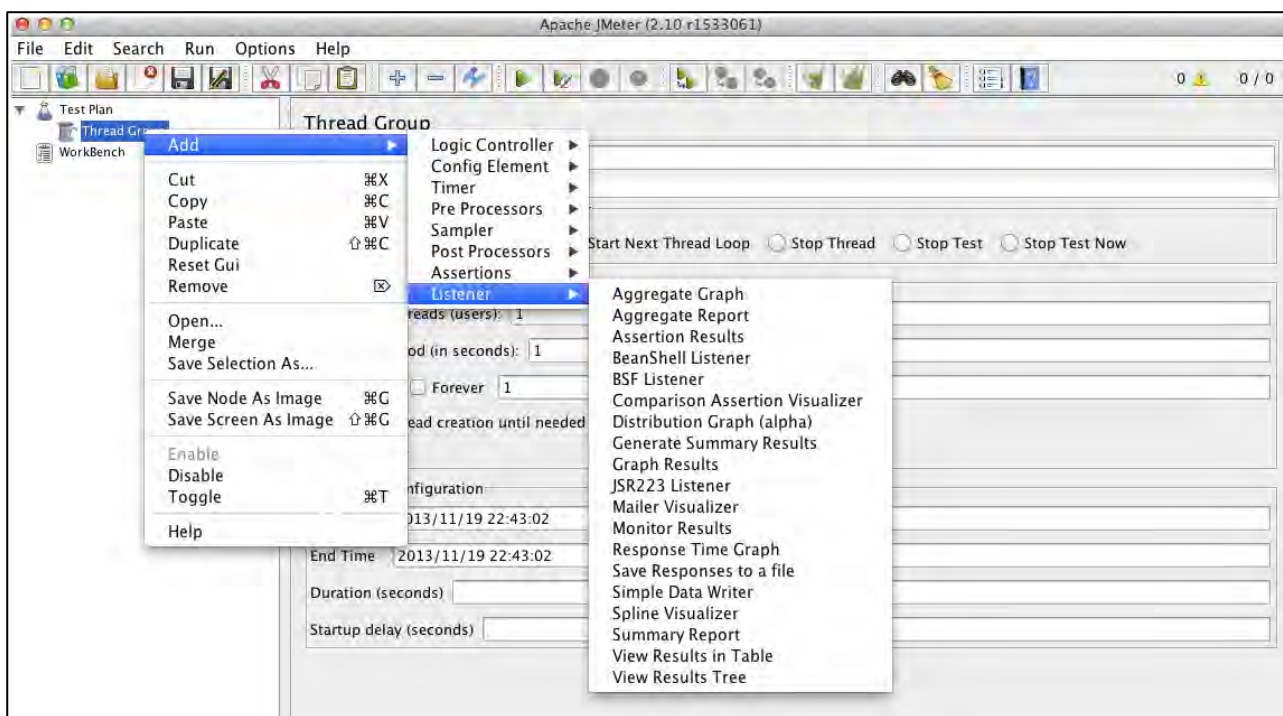 Apache JMeter (2.10 r1533061)
File Edit Search Run Options Help
0 0 / 0
Test Plan
Thread Gro
WorkBench
Thread Group
Add
Cut ⌘X
Copy ⌘C
Paste ⌘V
Duplicate ⇧⌘C
Reset Gui
Remove ⌦
Open...
Merge
Save Selection As...
Save Node As Image ⌘G
Save Screen As Image ⇧⌘G
Enable
Disable
Toggle ⌘T
Help
Logic Controller
Config Element
Timer
Pre Processors
Sampler
Post Processors
Assertions
Listener
Start Next Thread Loop Stop Thread Stop Test Stop Test Now
reads (users): 1
od (in seconds): 1
Forever 1
ead creation until needed
nfiguration
013/11/19 22:43:02
End Time 2013/11/19 22:43:02
Duration (seconds)
Startup delay (seconds)
Aggregate Graph
Aggregate Report
Assertion Results
BeanShell Listener
BSF Listener
Comparison Assertion Visualizer
Distribution Graph (alpha)
Generate Summary Results
Graph Results
JSR223 Listener
Mailer Visualizer
Monitor Results
Response Time Graph
Save Responses to a file
Simple Data Writer
Spline Visualizer
Summary Report
View Results in Table
View Results Tree